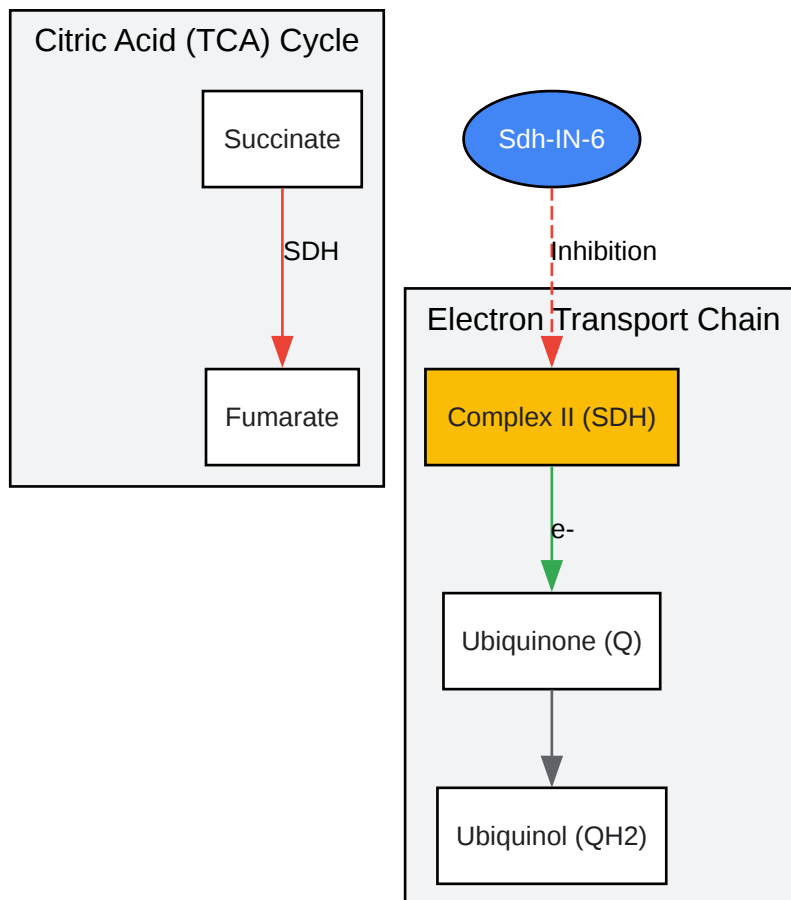 Citric Acid (TCA) Cycle
Succinate
SDH
Fumarate
Sdh-IN-6
Inhibition
Electron Transport Chain
Complex II (SDH)
e-
Ubiquinone (Q)
Ubiquinol (QH2)